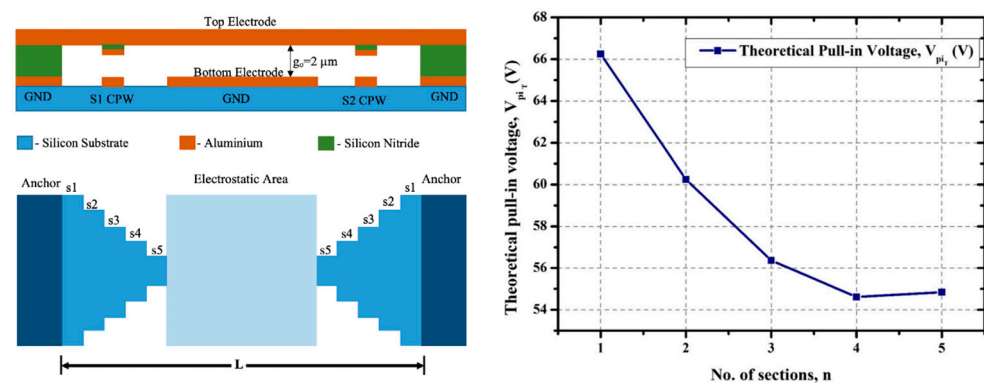 Top Electrode
g₀=2 µm
Bottom Electrode
GND
S1 CPW
GND
S2 CPW
GND
- Silicon Substrate
- Aluminium
- Silicon Nitride
Anchor
s1
s2
s3
s4
s5
Electrostatic Area
s1
s2
s3
s4
s5
Anchor
L
Theoretical pull-in voltage, V_pi_T (V)
68
66
64
62
60
58
56
54
Theoretical Pull-in Voltage, V_pi_T (V)
1 2 3 4 5
No. of sections, n